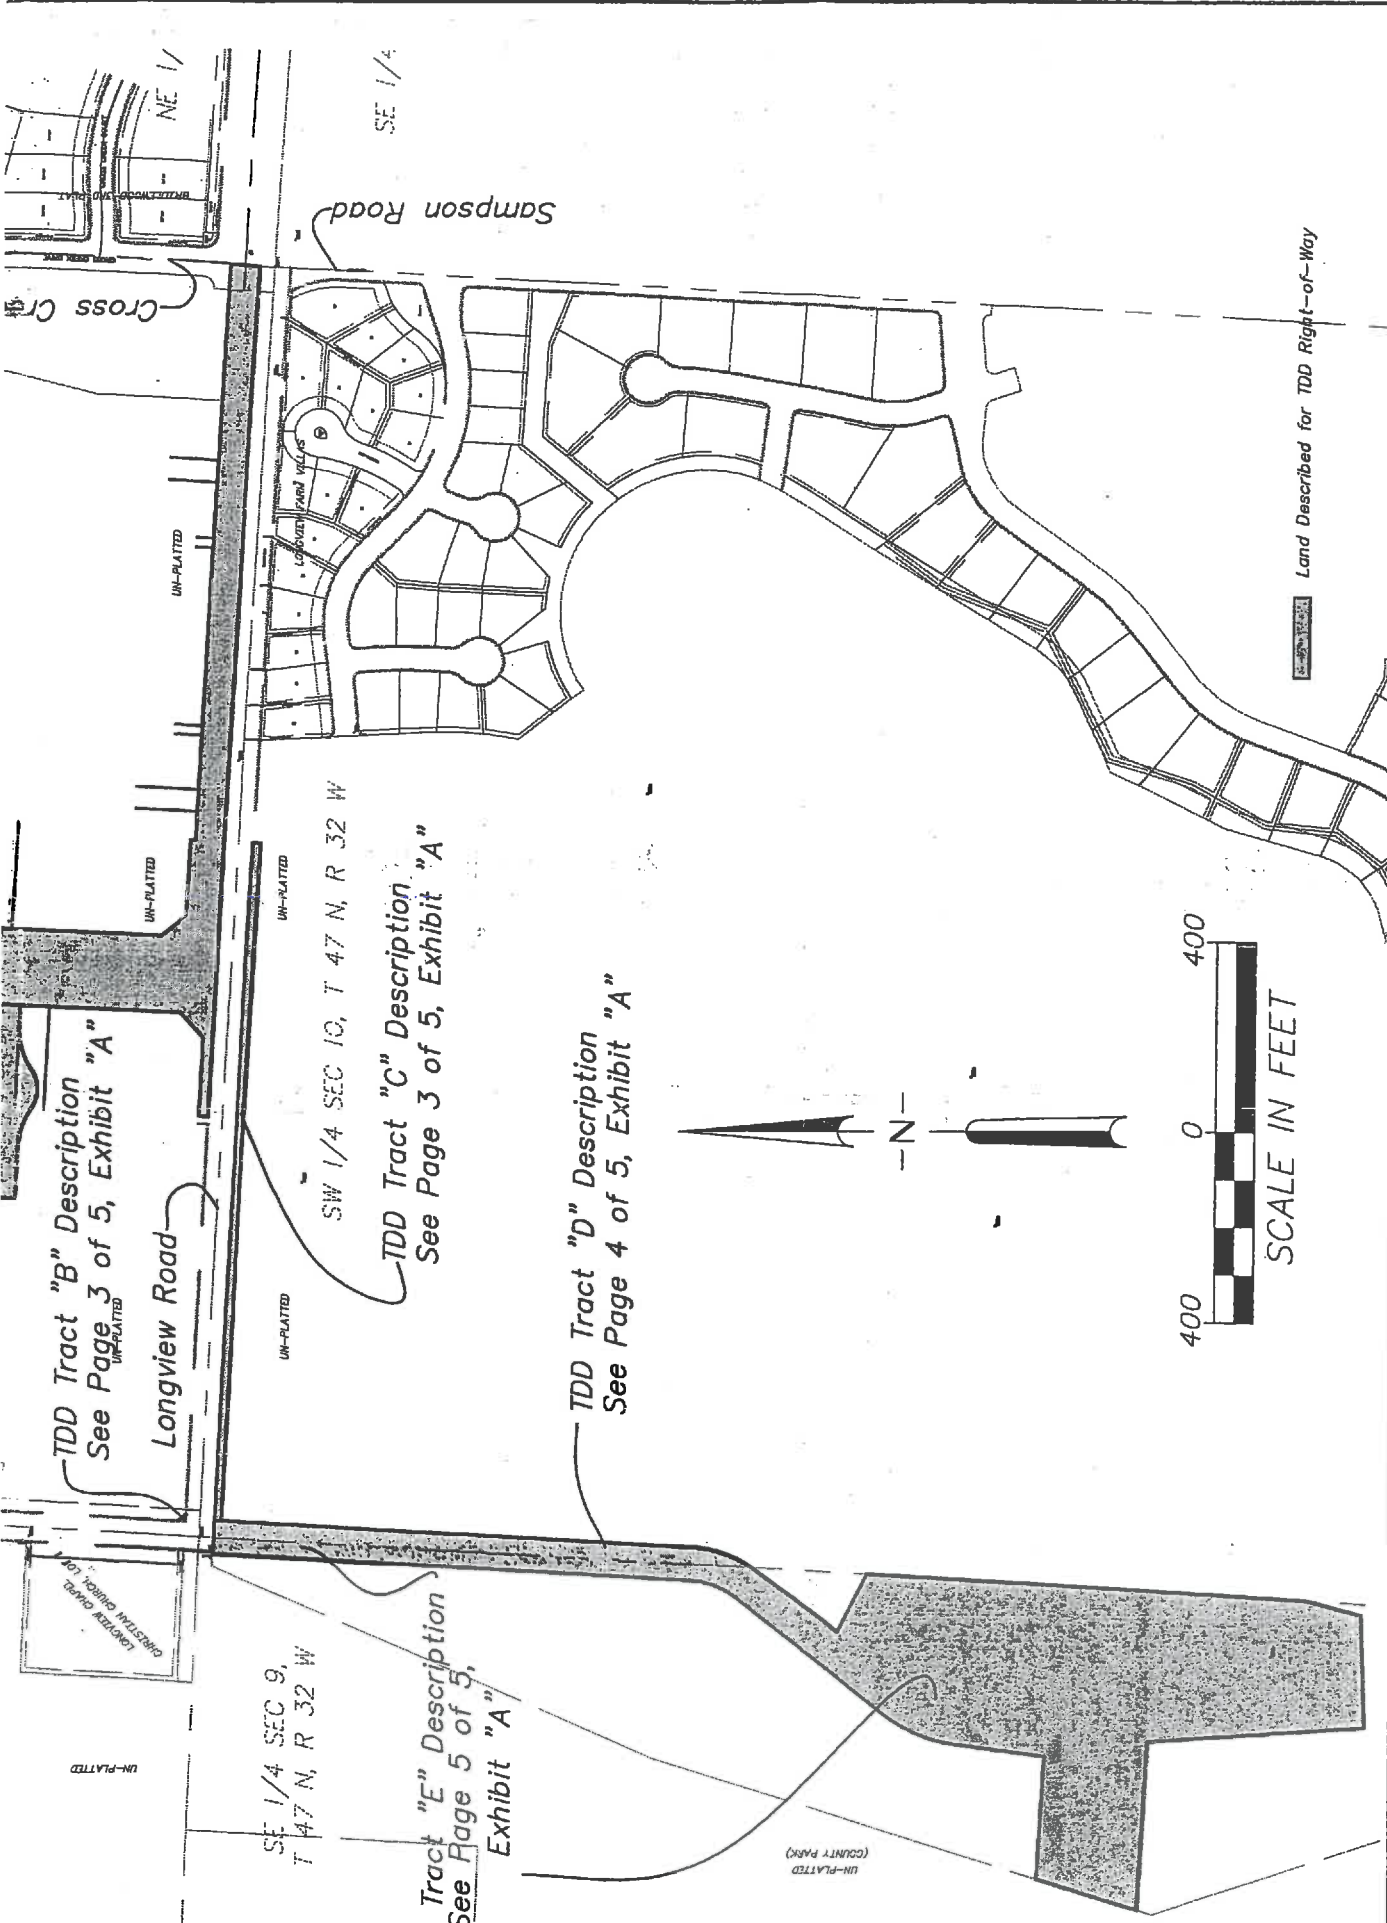 NE 1/
SE 1/4
BRIDLEWOOD 3RD PLAT
Cross Cre
Sampson Road
LONGVIEW FARM VILLAS
UN-PLATTED
UN-PLATTED
UN-PLATTED
TDD Tract "B" Description
See Page 3 of 5, Exhibit "A"
UN-PLATTED
Longview Road
SW 1/4 SEC 10, T 47 N, R 32 W
TDD Tract "C" Description
See Page 3 of 5, Exhibit "A"
UN-PLATTED
TDD Tract "D" Description
See Page 4 of 5, Exhibit "A"
LONGVIEW CHAPEL
CHRISTIAN CHURCH, LOT 1
UN-PLATTED
SE 1/4 SEC 9,
T 47 N, R 32 W
Tract "E" Description
See Page 5 of 5,
Exhibit "A"
UN-PLATTED
(COUNTY PARK)
-N-
400 0 400
SCALE IN FEET
Land Described for TDD Right-of-Way